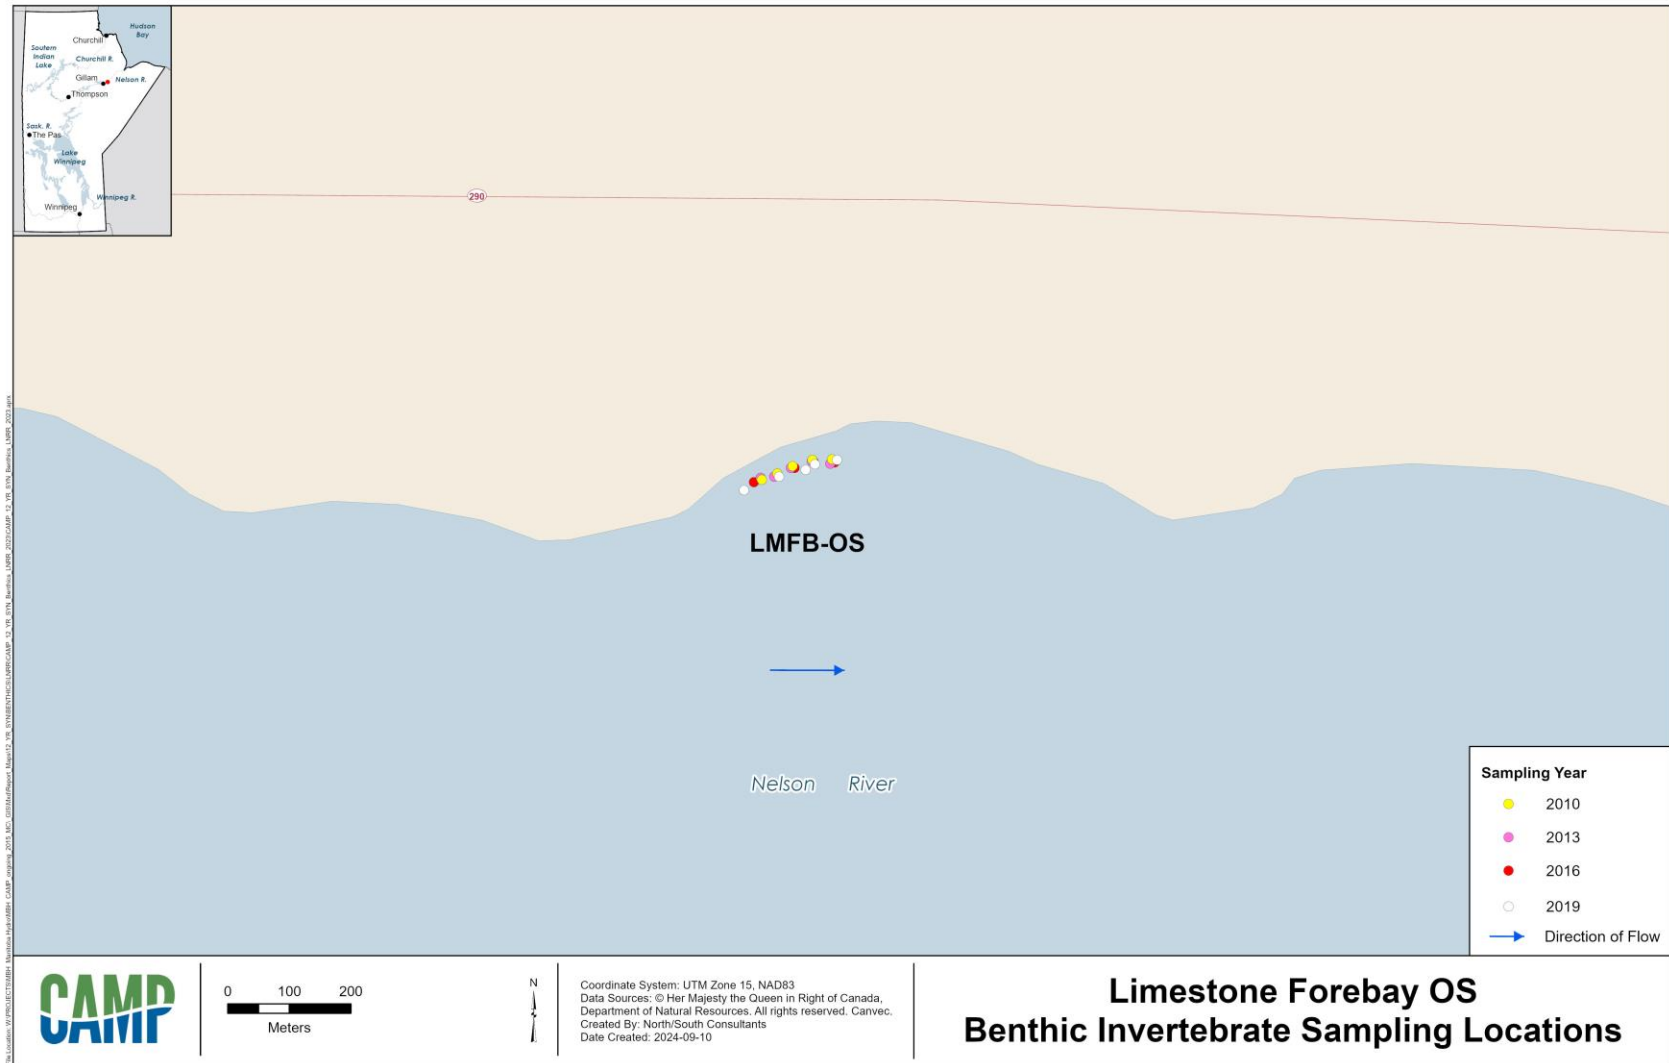 Hudson
Bay
Churchill
Soutern
Indian
Lake
Churchill R.
Gillam
Nelson R.
Thompson
Sask. R.
The Pas
Lake
Winnipeg
Winnipeg R.
Winnipeg
290
LMFB-OS
Nelson River
Sampling Year
2010
2013
2016
2019
Direction of Flow
CAMP
0 100 200
Meters
N
Coordinate System: UTM Zone 15, NAD83
Data Sources: © Her Majesty the Queen in Right of Canada,
Department of Natural Resources. All rights reserved. Canvec.
Created By: North/South Consultants
Date Created: 2024-09-10
Limestone Forebay OS
Benthic Invertebrate Sampling Locations